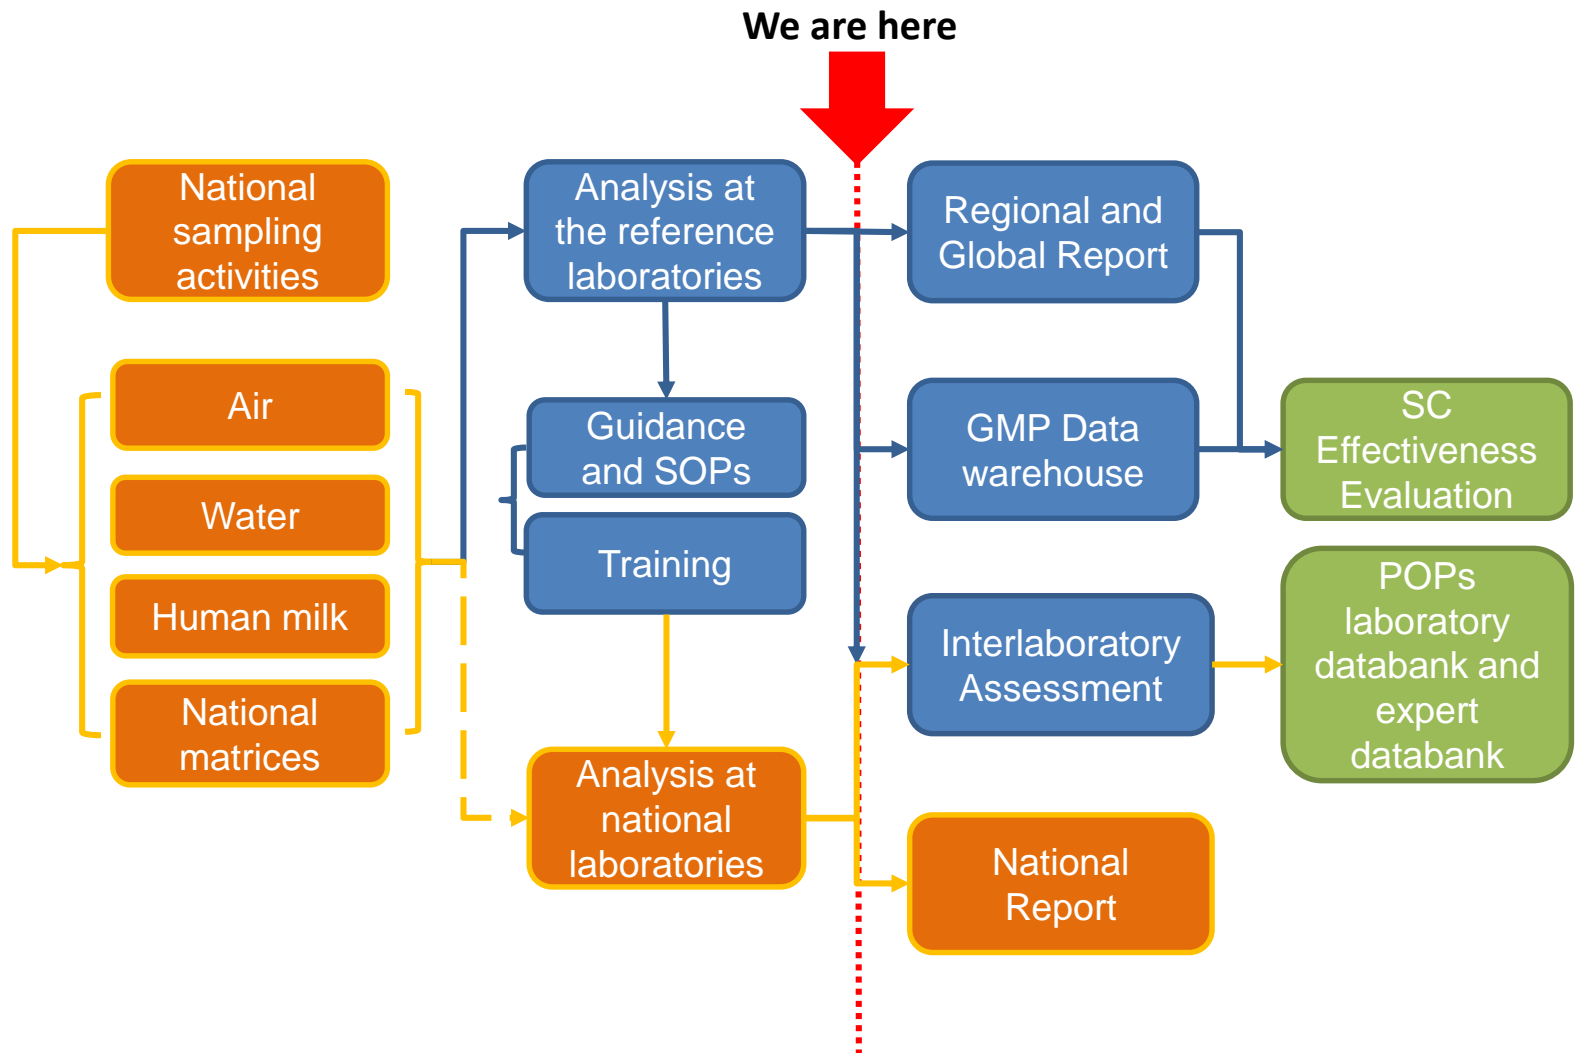 We are here
National
sampling
activities
Air
Water
Human milk
National
matrices
Analysis at
the reference
laboratories
Guidance
and SOPs
Training
Analysis at
national
laboratories
Regional and
Global Report
GMP Data
warehouse
Interlaboratory
Assessment
National
Report
SC
Effectiveness
Evaluation
POPs
laboratory
databank and
expert
databank